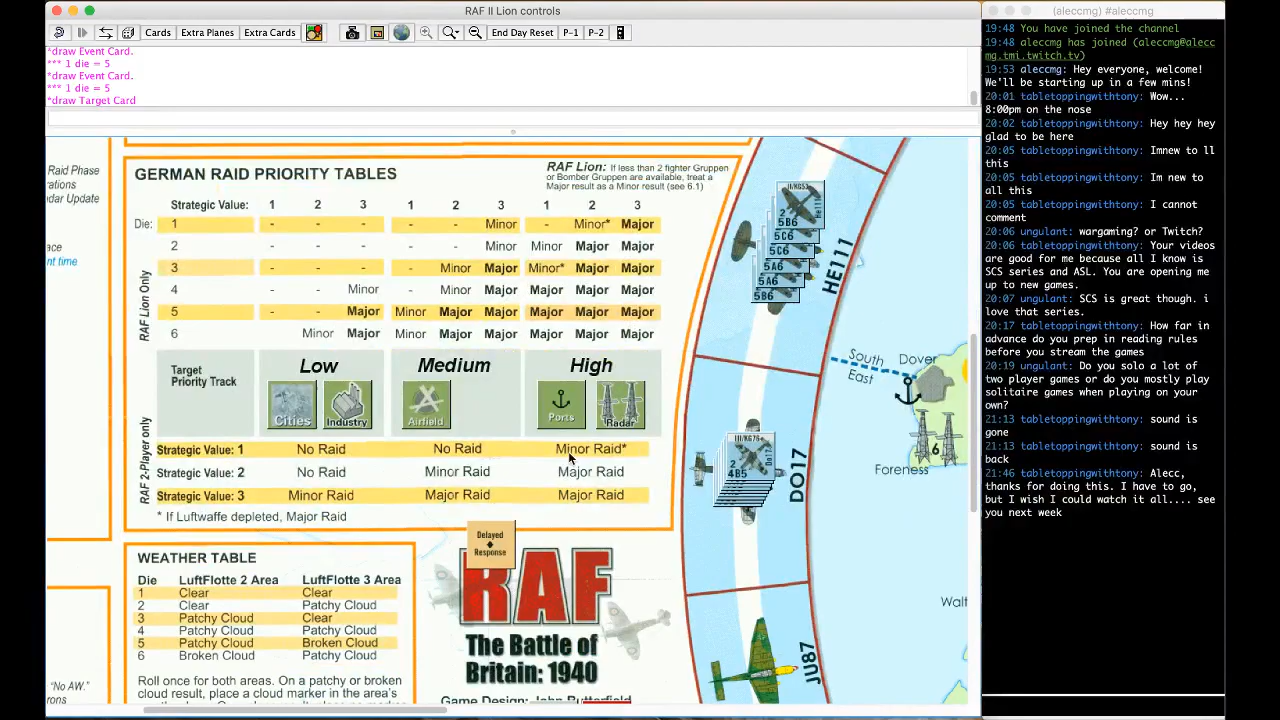 RAF II Lion controls
Cards
Extra Planes
Extra Cards
End Day Reset
P-1
P-2
*draw Event Card.
*** 1 die = 5
*draw Event Card.
*** 1 die = 5
*draw Target Card
Raid Phase
rations
dar Update
ace
nt time
"No AW."
rons
GERMAN RAID PRIORITY TABLES
RAF Lion: If less than 2 fighter Gruppen
or Bomber Gruppen are available, treat a
Major result as a Minor result (see 6.1)
Strategic Value: 1 2 3 1 2 3 1 2 3
Die: 1 - - - - - Minor - Minor* Major
2 - - - - - Minor Minor Major Major
3 - - - - Minor Major Minor* Major Major
4 - - Minor - Minor Major Major Major Major
5 - - Major Minor Major Major Major Major Major
6 Minor Major Minor Major Major Major Major Major
RAF Lion Only
Target
Priority Track
Low Medium High
Cities Industry Airfield Ports Radar
RAF 2-Player only
Strategic Value: 1 No Raid No Raid Minor Raid*
Strategic Value: 2 No Raid Minor Raid Major Raid
Strategic Value: 3 Minor Raid Major Raid Major Raid
* If Luftwaffe depleted, Major Raid
WEATHER TABLE
Die LuftFlotte 2 Area LuftFlotte 3 Area
1 Clear Clear
2 Clear Patchy Cloud
3 Patchy Cloud Clear
4 Patchy Cloud Patchy Cloud
5 Patchy Cloud Broken Cloud
6 Broken Cloud Patchy Cloud
Roll once for both areas. On a patchy or broken
cloud result, place a cloud marker in the area's
Delayed
Response
RAF
The Battle of
Britain: 1940
Game Design: John Butterfield
2
5B6
5C6
5C6
5A6
5A6
5B6
HE111
III/KG76
Do17
2
4B5
DO17
JU87
South
East
Dover
6
Foreness
Walt
(aleccmg) #aleccmg
19:48 You have joined the channel
19:48 aleccmg has joined (aleccmg@alecc
mg.tmi.twitch.tv)
19:53 aleccmg: Hey everyone, welcome!
We'll be starting up in a few mins!
20:01 tabletoppingwithtony: Wow...
8:00pm on the nose
20:02 tabletoppingwithtony: Hey hey hey
glad to be here
20:05 tabletoppingwithtony: Imnew to ll
this
20:05 tabletoppingwithtony: Im new to
all this
20:05 tabletoppingwithtony: I cannot
comment
20:06 ungulant: wargaming? or Twitch?
20:06 tabletoppingwithtony: Your videos
are good for me because all I know is
SCS series and ASL. You are opening me
up to new games.
20:07 ungulant: SCS is great though. i
love that series.
20:17 tabletoppingwithtony: How far in
advance do you prep in reading rules
before you stream the games
20:19 ungulant: Do you solo a lot of
two player games or do you mostly play
solitaire games when playing on your
own?
21:13 tabletoppingwithtony: sound is
gone
21:13 tabletoppingwithtony: sound is
back
21:46 tabletoppingwithtony: Alecc,
thanks for doing this. I have to go,
but I wish I could watch it all.... see
you next week